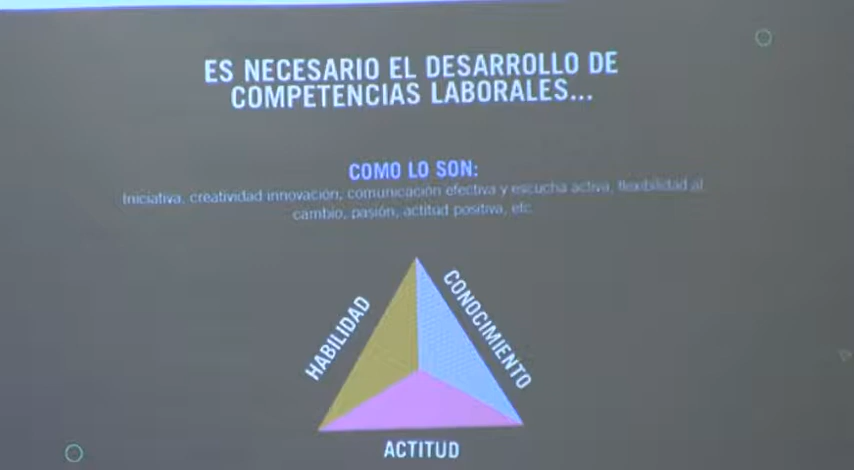 ES NECESARIO EL DESARROLLO DE
COMPETENCIAS LABORALES...
COMO LO SON:
Iniciativa, creatividad innovación, comunicación efectiva y escucha activa, flexibilidad al
cambio, pasión, actitud positiva, etc.
HABILIDAD
CONOCIMIENTO
ACTITUD